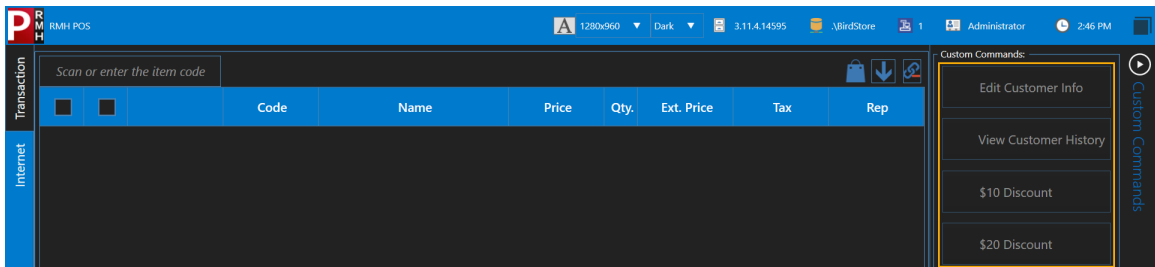 P RMH RMH POS A 1280x960 Dark 3.11.4.14595 .\BirdStore 1 Administrator 2:46 PM
Transaction
Internet
Scan or enter the item code
Code Name Price Qty. Ext. Price Tax Rep
Custom Commands:
Edit Customer Info
View Customer History
$10 Discount
$20 Discount
Custom Commands